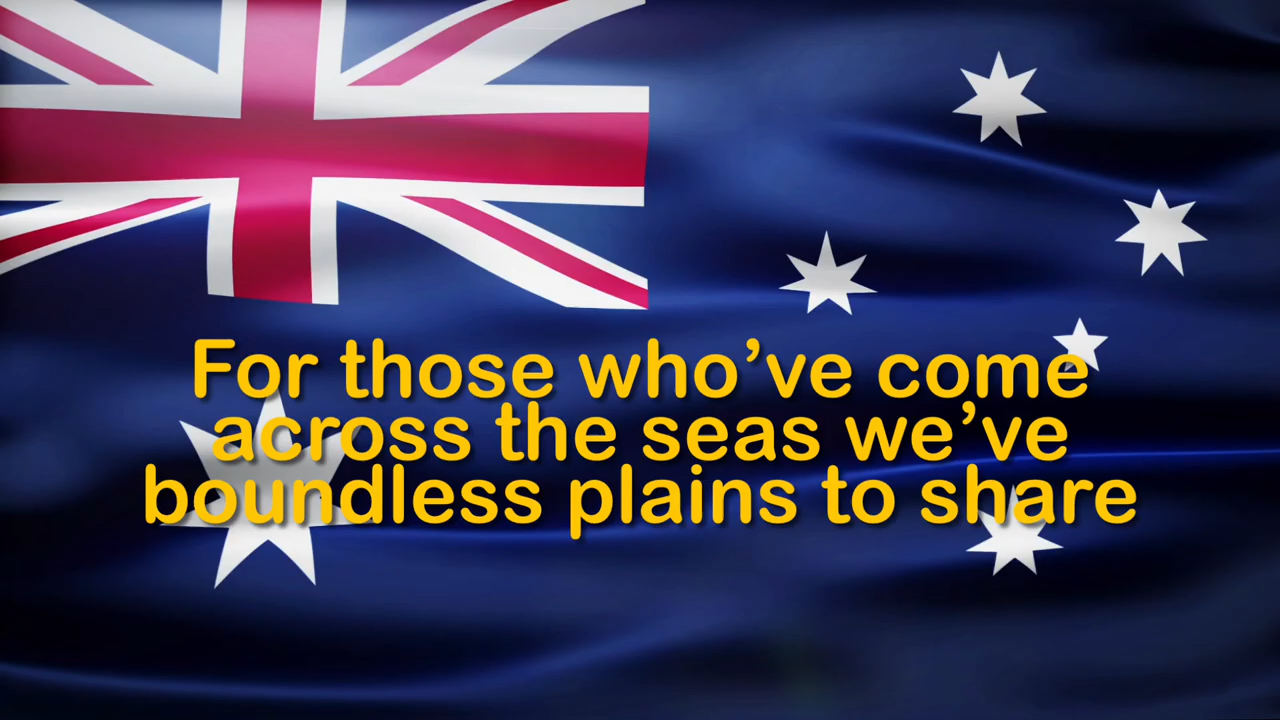 For those who’ve come
across the seas we’ve
boundless plains to share